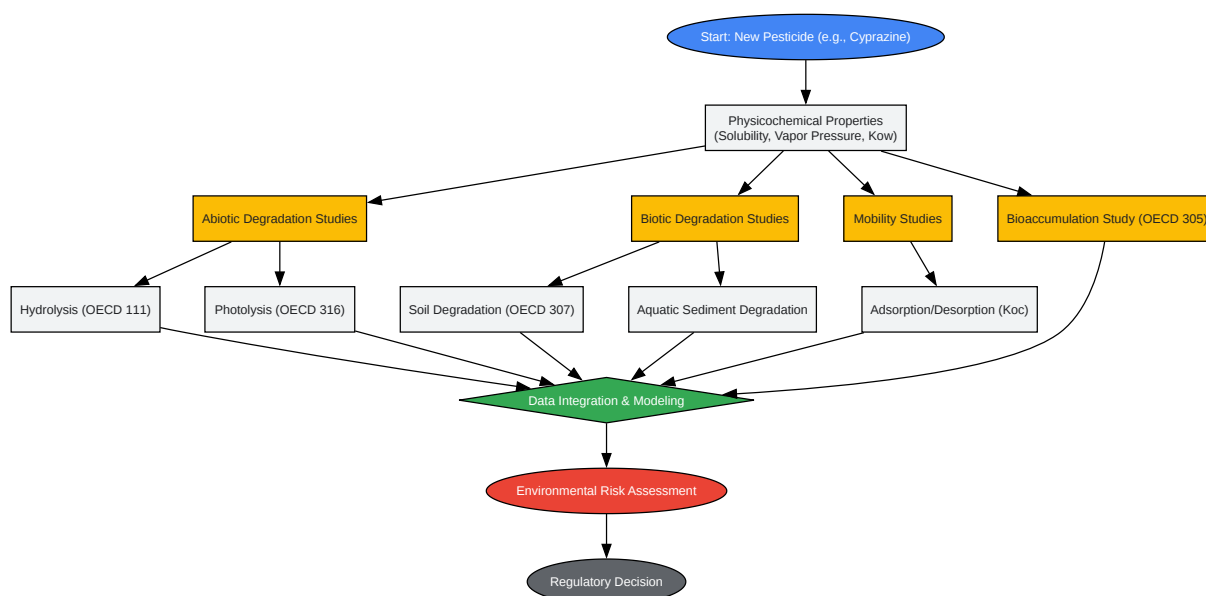 Start: New Pesticide (e.g., Cyprazine)
Physicochemical Properties
(Solubility, Vapor Pressure, Kow)
Abiotic Degradation Studies
Biotic Degradation Studies
Mobility Studies
Bioaccumulation Study (OECD 305)
Hydrolysis (OECD 111)
Photolysis (OECD 316)
Soil Degradation (OECD 307)
Aquatic Sediment Degradation
Adsorption/Desorption (Koc)
Data Integration & Modeling
Environmental Risk Assessment
Regulatory Decision